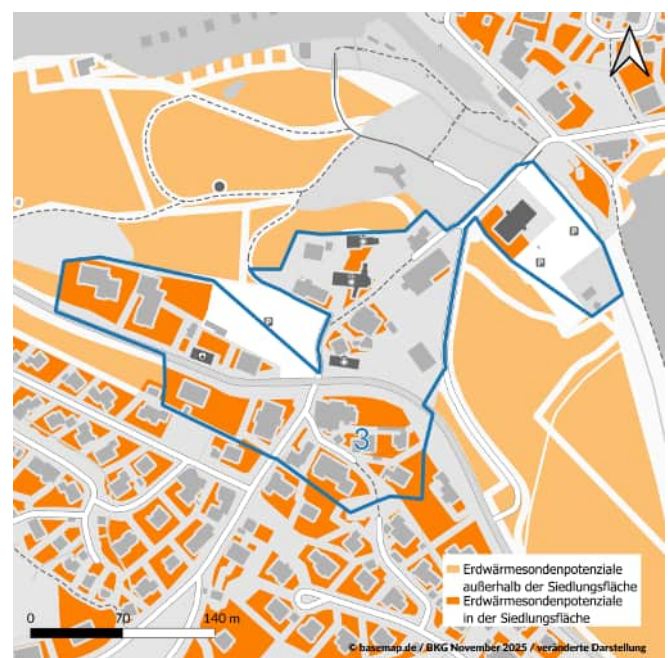 P
P
P
3
Erdwärmesondenpotenziale
außerhalb der Siedlungsfläche
Erdwärmesondenpotenziale
in der Siedlungsfläche
0 70 140 m
© basemap.de / BKG November 2025 / veränderte Darstellung